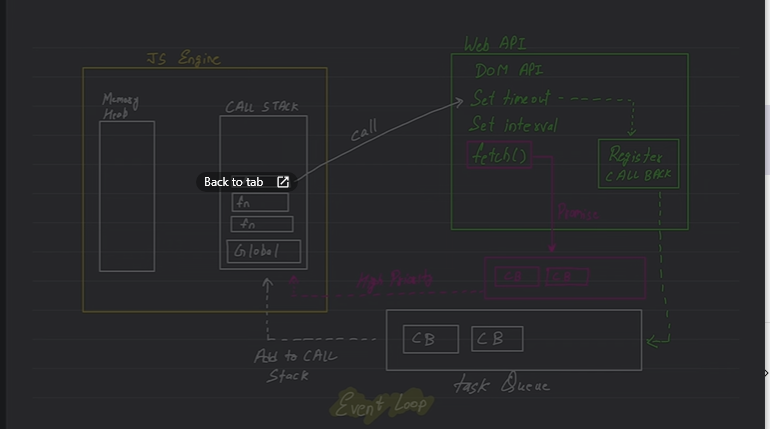 JS Engine
Memory
Heap
CALL STACK
fn
fn
Global
Back to tab
call
Web API
DOM API
Set timeout
Set interval
fetch()
Register
CALL BACK
Promise
High Priority
CB CB
CB CB
Add to CALL
Stack
task Queue
Event Loop